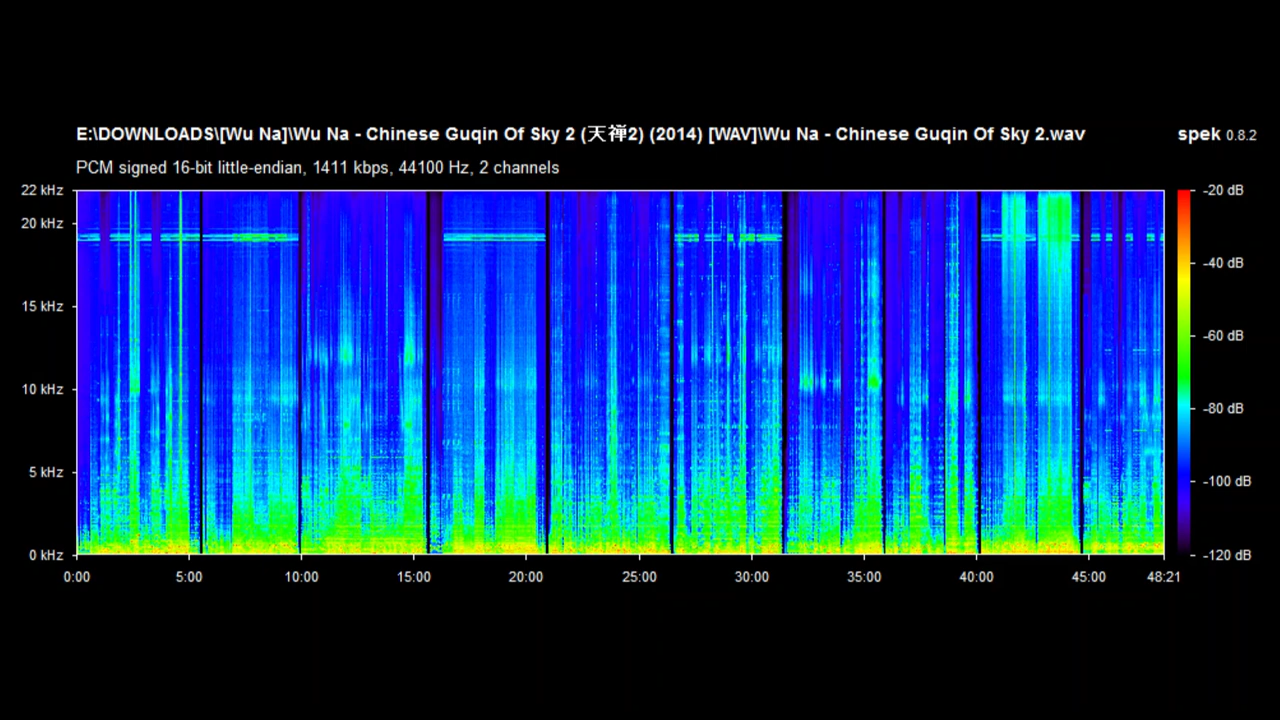 E:\DOWNLOADS\[Wu Na]\Wu Na - Chinese Guqin Of Sky 2 (天禅2) (2014) [WAV]\Wu Na - Chinese Guqin Of Sky 2.wav
spek 0.8.2
PCM signed 16-bit little-endian, 1411 kbps, 44100 Hz, 2 channels
22 kHz
20 kHz
15 kHz
10 kHz
5 kHz
0 kHz
-20 dB
-40 dB
-60 dB
-80 dB
-100 dB
-120 dB
0:00 5:00 10:00 15:00 20:00 25:00 30:00 35:00 40:00 45:00 48:21